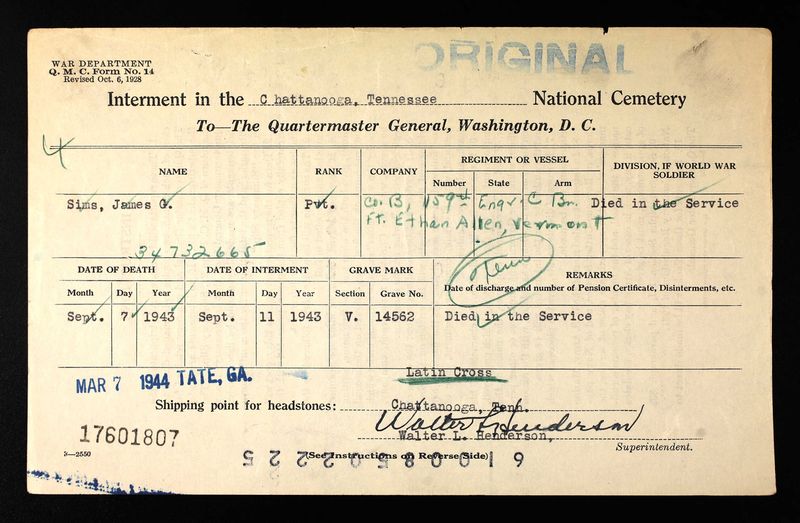 ORIGINAL
WAR DEPARTMENT
Q. M. C. Form No. 14
Revised Oct. 6, 1928
Interment in the Chattanooga, Tennessee National Cemetery
To—The Quartermaster General, Washington, D. C.
4
NAME RANK COMPANY REGIMENT OR VESSEL DIVISION, IF WORLD WAR SOLDIER
Number State Arm
Sims, James G. Pvt. Co. B, 159th Engr. C Bn. Died in the Service
Ft. Ethan Allen, Vermont
34732665
DATE OF DEATH DATE OF INTERMENT GRAVE MARK REMARKS
Tenn
Month Day Year Month Day Year Section Grave No. Date of discharge and number of Pension Certificate, Disinterments, etc.
Sept. 7 1943 Sept. 11 1943 V. 14562 Died in the Service
MAR 7 1944 TATE, GA.
Latin Cross
Shipping point for headstones: Chattanooga, Tenn.
Walter L. Henderson
17601807
Walter L. Henderson,
Superintendent.
3—2550
(See Instructions on Reverse Side)